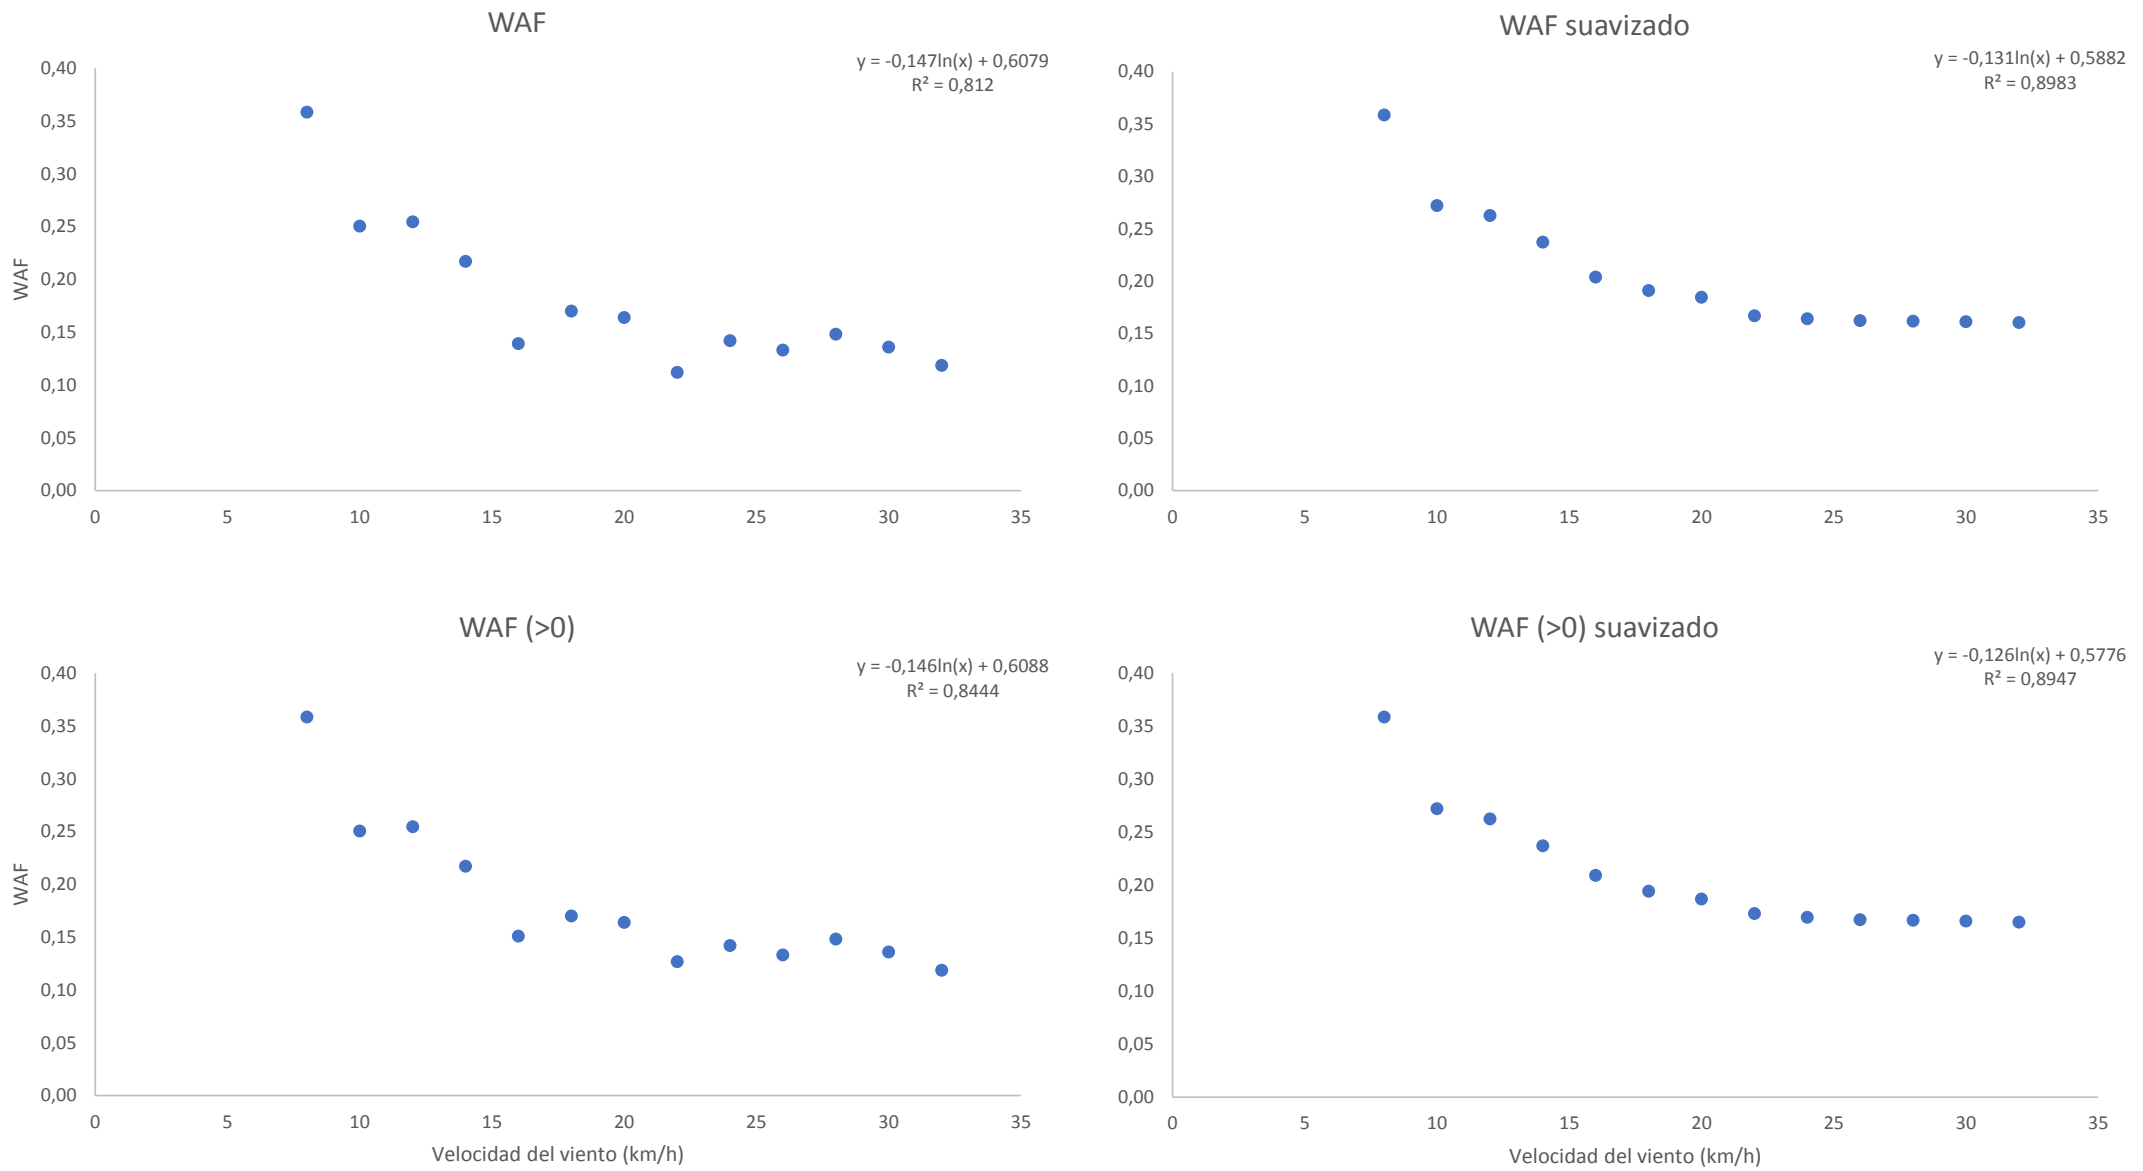 WAF
y = -0,147ln(x) + 0,6079
R² = 0,812
0,40
0,35
0,30
0,25
0,20
0,15
0,10
0,05
0,00
WAF
0 5 10 15 20 25 30 35
WAF suavizado
y = -0,131ln(x) + 0,5882
R² = 0,8983
0,40
0,35
0,30
0,25
0,20
0,15
0,10
0,05
0,00
0 5 10 15 20 25 30 35
WAF (>0)
y = -0,146ln(x) + 0,6088
R² = 0,8444
0,40
0,35
0,30
0,25
0,20
0,15
0,10
0,05
0,00
WAF
0 5 10 15 20 25 30 35
Velocidad del viento (km/h)
WAF (>0) suavizado
y = -0,126ln(x) + 0,5776
R² = 0,8947
0,40
0,35
0,30
0,25
0,20
0,15
0,10
0,05
0,00
0 5 10 15 20 25 30 35
Velocidad del viento (km/h)